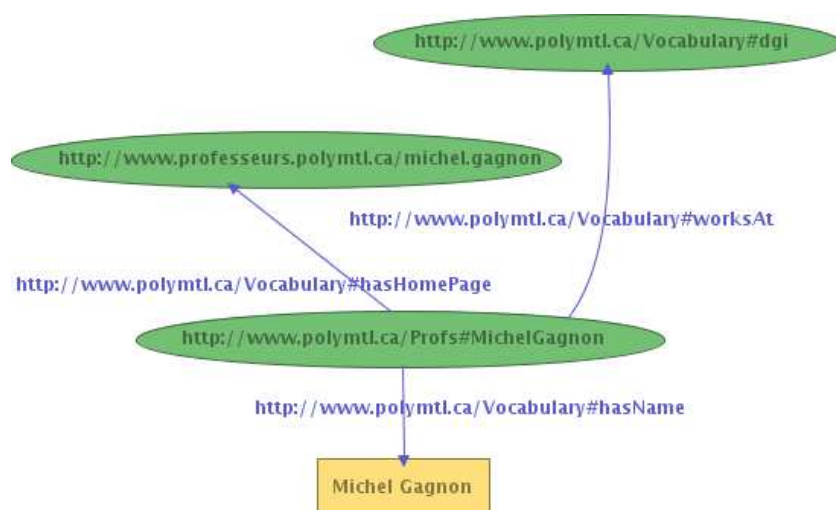 http://www.polymtl.ca/Vocabulary#dgi
http://www.professeurs.polymtl.ca/michel.gagnon
http://www.polymtl.ca/Vocabulary#worksAt
http://www.polymtl.ca/Vocabulary#hasHomePage
http://www.polymtl.ca/Profs#MichelGagnon
http://www.polymtl.ca/Vocabulary#hasName
Michel Gagnon